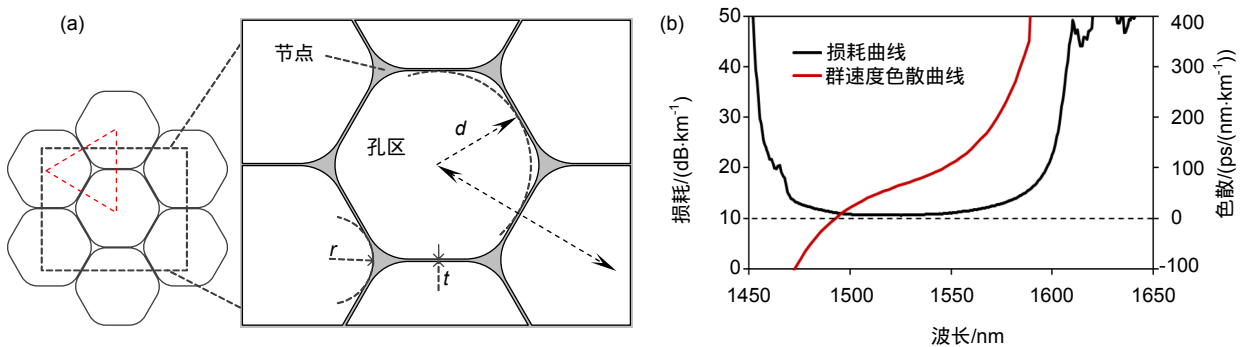 (a)
节点
孔区
d
r
t
(b)
损耗/(dB·km⁻¹)
50
40
30
20
10
0
损耗曲线
群速度色散曲线
400
300
200
100
0
-100
色散/(ps/(nm·km⁻¹))
1450
1500
1550
1600
1650
波长/nm